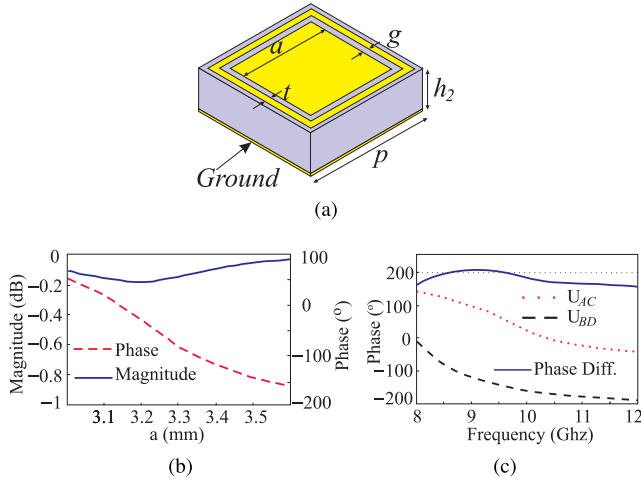 a
g
t
h2
p
Ground
(a)
0
−0.2
−0.4
−0.6
−0.8
−1
Magnitude (dB)
Phase
Magnitude
100
0
−100
−200
Phase (°)
3.1 3.2 3.3 3.4 3.5
a (mm)
(b)
200
100
0
-100
-200
Phase (°)
U_AC
U_BD
Phase Diff.
8 9 10 11 12
Frequency (Ghz)
(c)